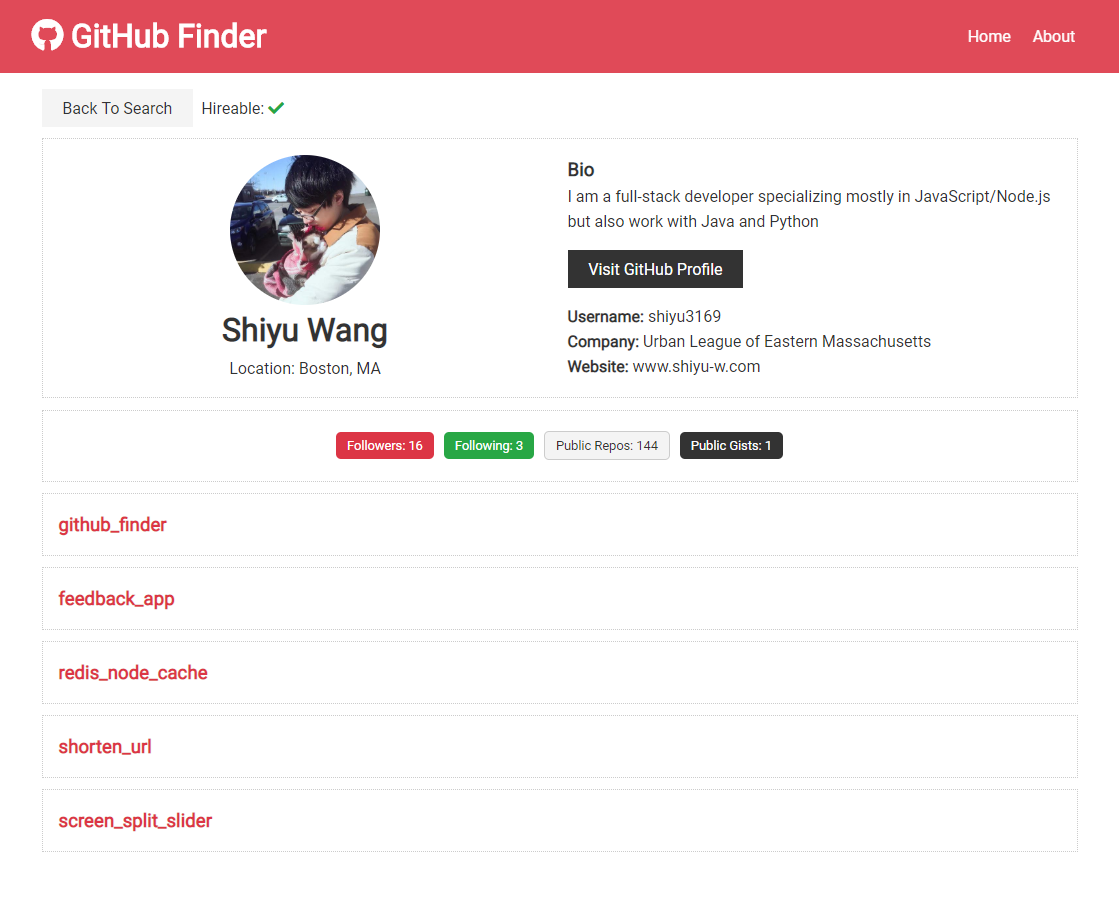 GitHub Finder
Home About
Back To Search Hireable:
Bio
I am a full-stack developer specializing mostly in JavaScript/Node.js
but also work with Java and Python
Visit GitHub Profile
Shiyu Wang
Location: Boston, MA
Username: shiyu3169
Company: Urban League of Eastern Massachusetts
Website: www.shiyu-w.com
Followers: 16 Following: 3 Public Repos: 144 Public Gists: 1
github_finder
feedback_app
redis_node_cache
shorten_url
screen_split_slider